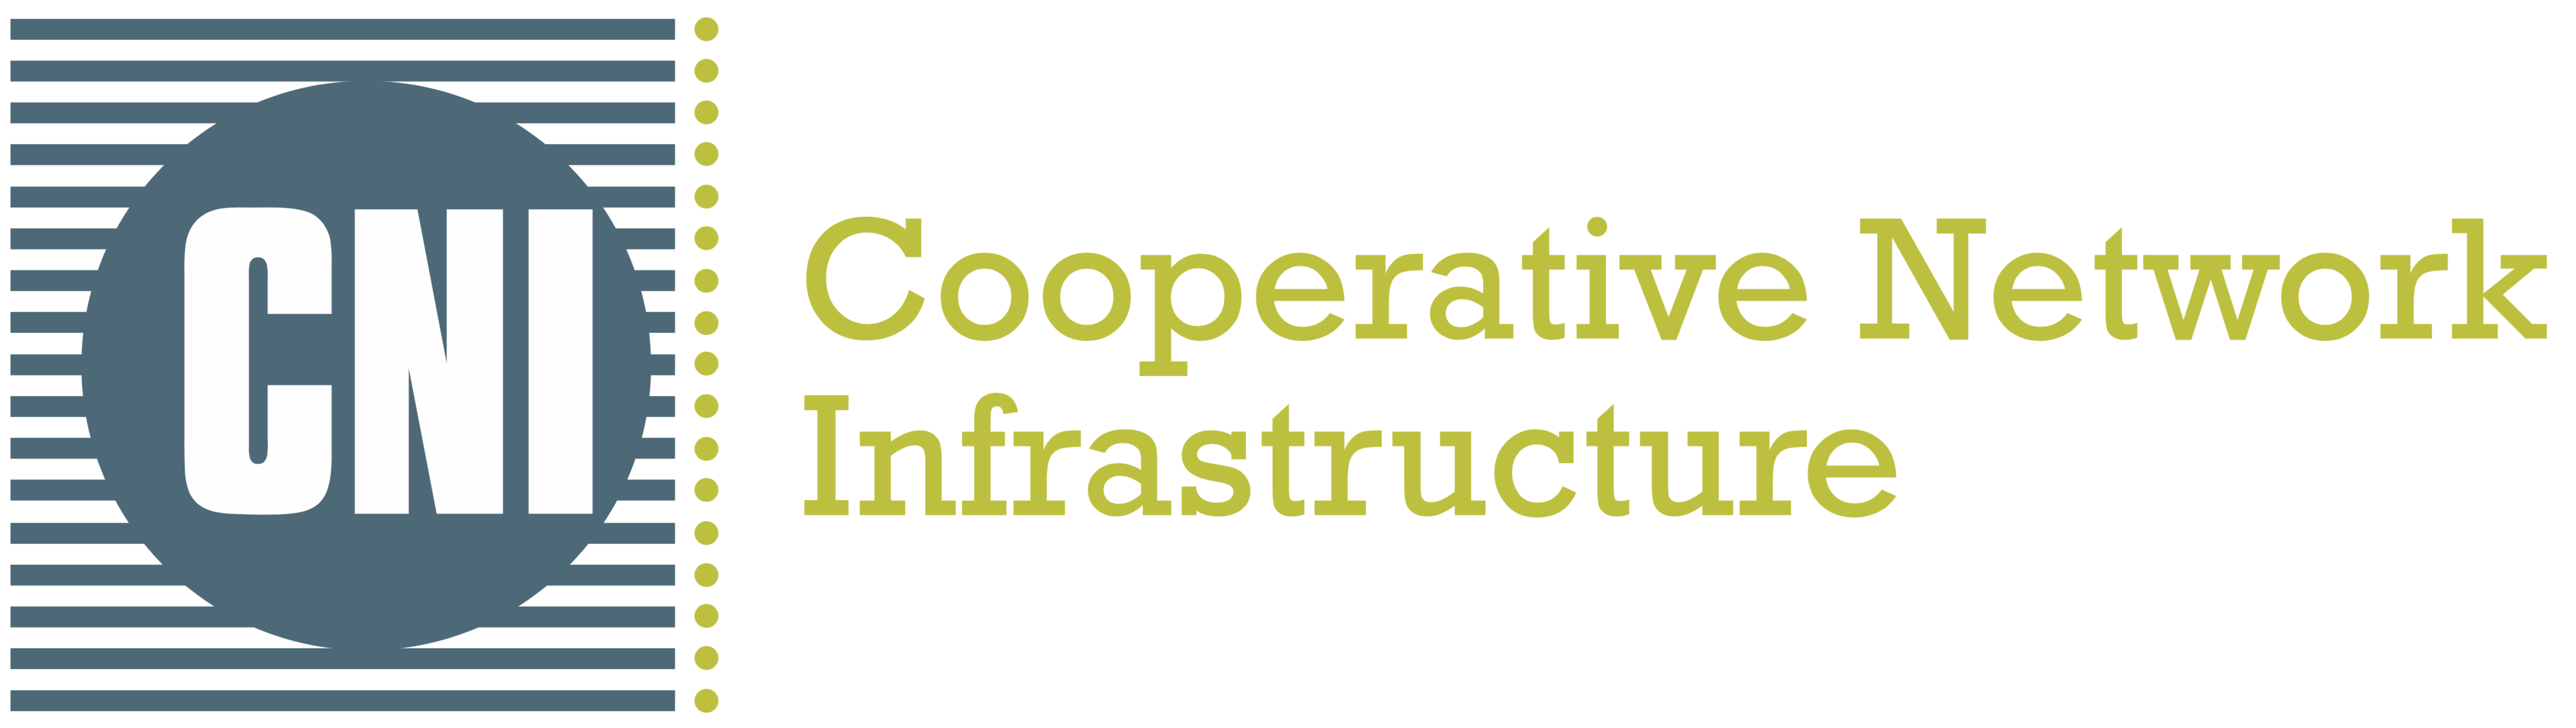 CNI
Cooperative Network
Infrastructure